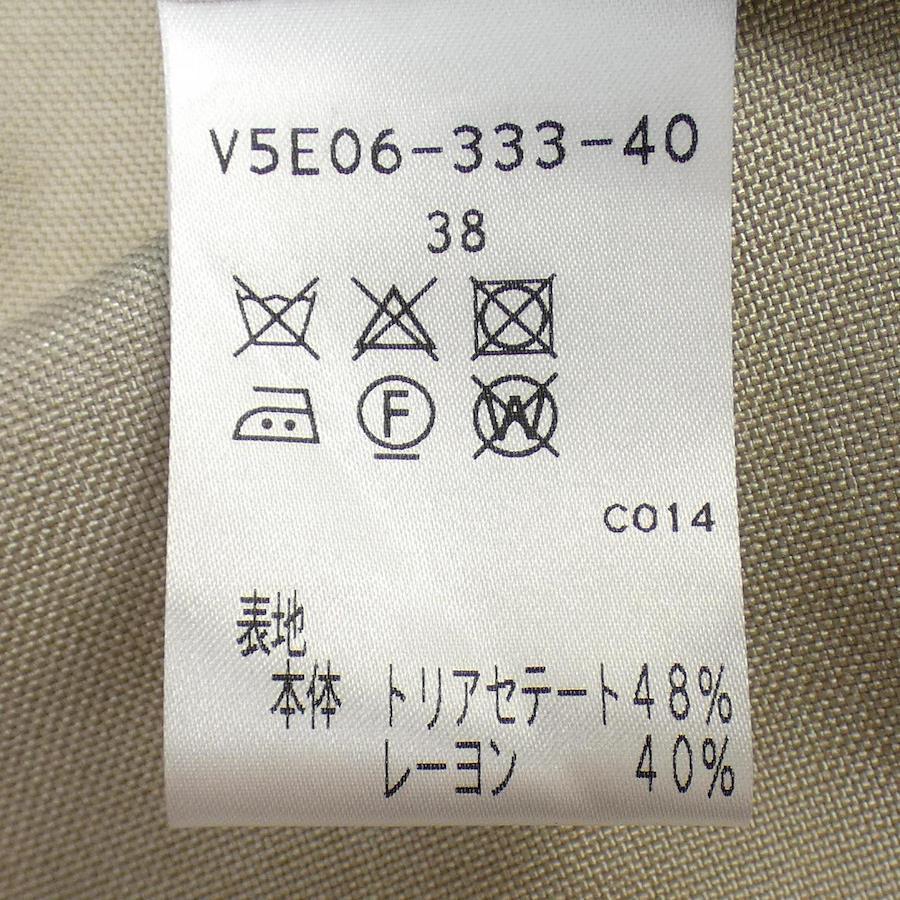 V5E06-333-40
38
F
W
C014
表地
本体 トリアセテート48%
レーヨン 40%